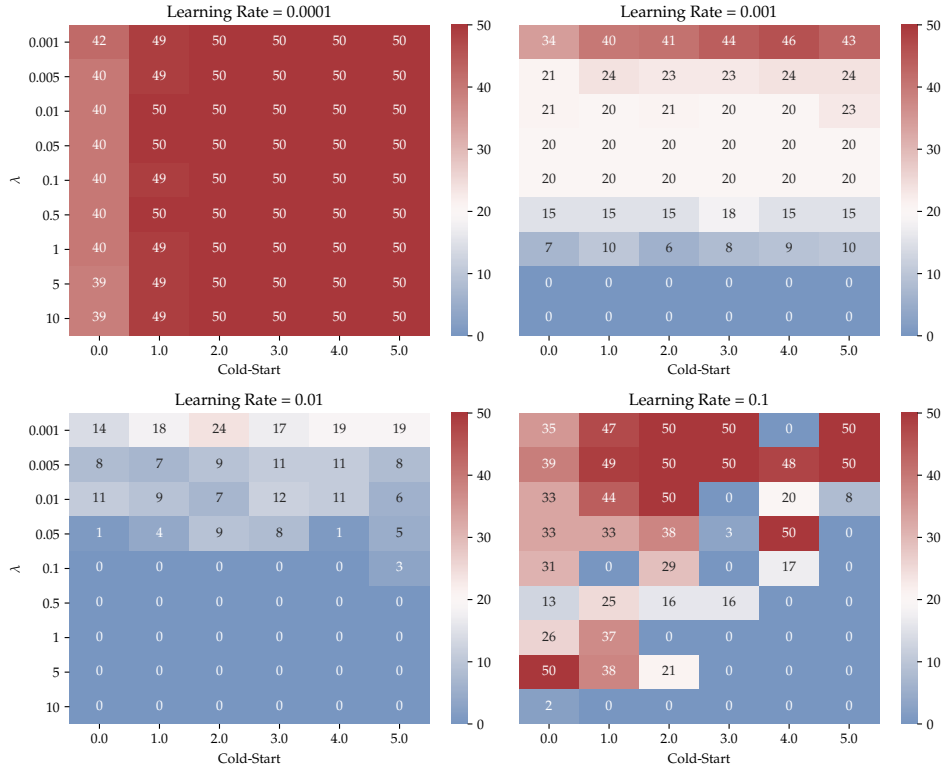 Learning Rate = 0.0001
0.001 42 49 50 50 50 50
0.005 40 49 50 50 50 50
0.01 40 50 50 50 50 50
0.05 40 50 50 50 50 50
0.1 40 49 50 50 50 50
0.5 40 50 50 50 50 50
1 40 49 50 50 50 50
5 39 49 50 50 50 50
10 39 49 50 50 50 50
0.0 1.0 2.0 3.0 4.0 5.0
Cold-Start
λ
50
40
30
20
10
0
Learning Rate = 0.001
34 40 41 44 46 43
21 24 23 23 24 24
21 20 21 20 20 23
20 20 20 20 20 20
20 20 20 20 20 20
15 15 15 18 15 15
7 10 6 8 9 10
0 0 0 0 0 0
0 0 0 0 0 0
0.0 1.0 2.0 3.0 4.0 5.0
Cold-Start
50
40
30
20
10
0
Learning Rate = 0.01
0.001 14 18 24 17 19 19
0.005 8 7 9 11 11 8
0.01 11 9 7 12 11 6
0.05 1 4 9 8 1 5
0.1 0 0 0 0 0 3
0.5 0 0 0 0 0 0
1 0 0 0 0 0 0
5 0 0 0 0 0 0
10 0 0 0 0 0 0
0.0 1.0 2.0 3.0 4.0 5.0
Cold-Start
λ
50
40
30
20
10
0
Learning Rate = 0.1
35 47 50 50 0 50
39 49 50 50 48 50
33 44 50 0 20 8
33 33 38 3 50 0
31 0 29 0 17 0
13 25 16 16 0 0
26 37 0 0 0 0
50 38 21 0 0 0
2 0 0 0 0 0
0.0 1.0 2.0 3.0 4.0 5.0
Cold-Start
50
40
30
20
10
0